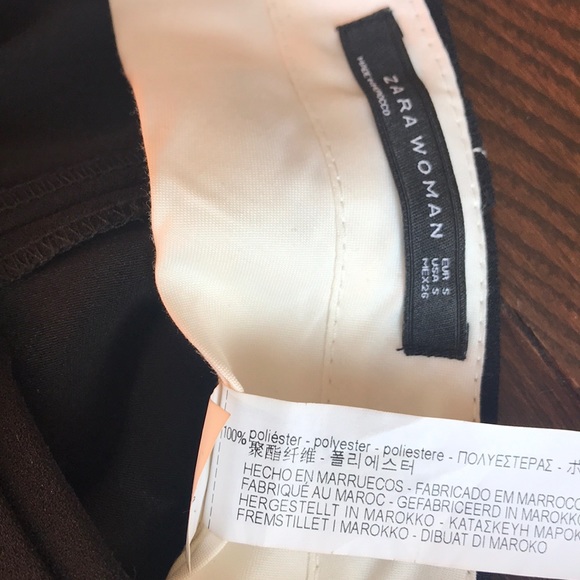 ZARA WOMAN
MADE IN MAROCCO
EUR S
USA S
MEX 26
100% poliéster - polyester - poliestere - ΠΟΛΥΕΣΤΕΡΑΣ -
聚酯纤维 - 폴리에스터
HECHO EN MARRUECOS - FABRICADO EM MARROCO
FABRIQUÉ AU MAROC - GEFABRICEERD IN MAROKKO
HERGESTELLT IN MAROKKO - ΚΑΤΑΣΚΕΥΗ ΜΑΡΟΚ
FREMSTILLET I MAROKKO - DIBUAT DI MAROKO